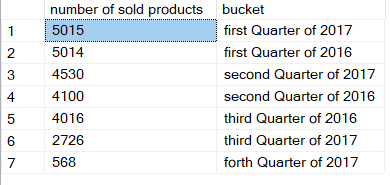 number of sold products bucket
1 5015 first Quarter of 2017
2 5014 first Quarter of 2016
3 4530 second Quarter of 2017
4 4100 second Quarter of 2016
5 4016 third Quarter of 2016
6 2726 third Quarter of 2017
7 568 forth Quarter of 2017